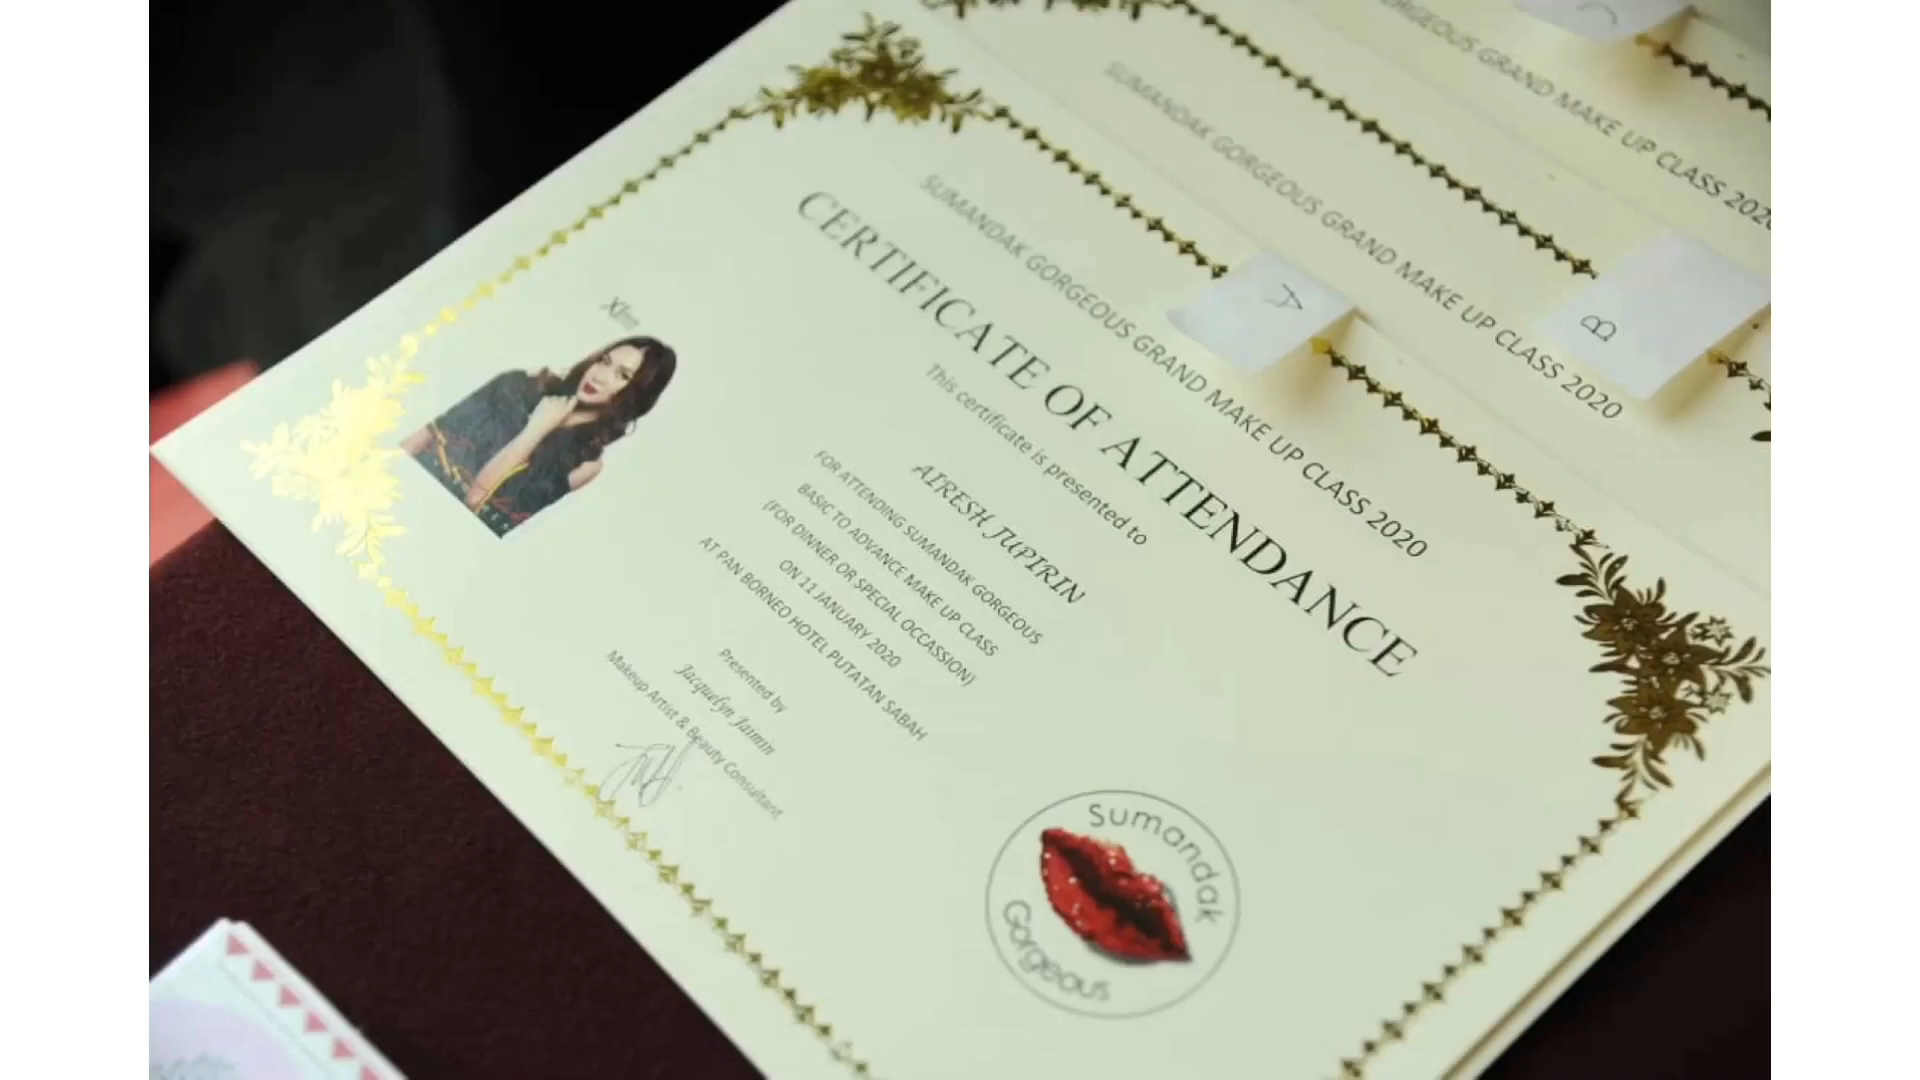 SUMANDAK GORGEOUS GRAND MAKE UP CLASS 2020
CERTIFICATE OF ATTENDANCE
This certificate is presented to
AIRESH JUPIRIN
FOR ATTENDING SUMANDAK GORGEOUS
BASIC TO ADVANCE MAKE UP CLASS
(FOR DINNER OR SPECIAL OCCASSION)
ON 11 JANUARY 2020
AT PAN BORNEO HOTEL PUTATAN SABAH
Presented by
Jacquelyn Jaimin
Makeup Artist & Beauty Consultant
Sumandak
Gorgeous
A
SUMANDAK GORGEOUS GRAND MAKE UP CLASS 2020
B
GORGEOUS GRAND MAKE UP CLASS 2020
C